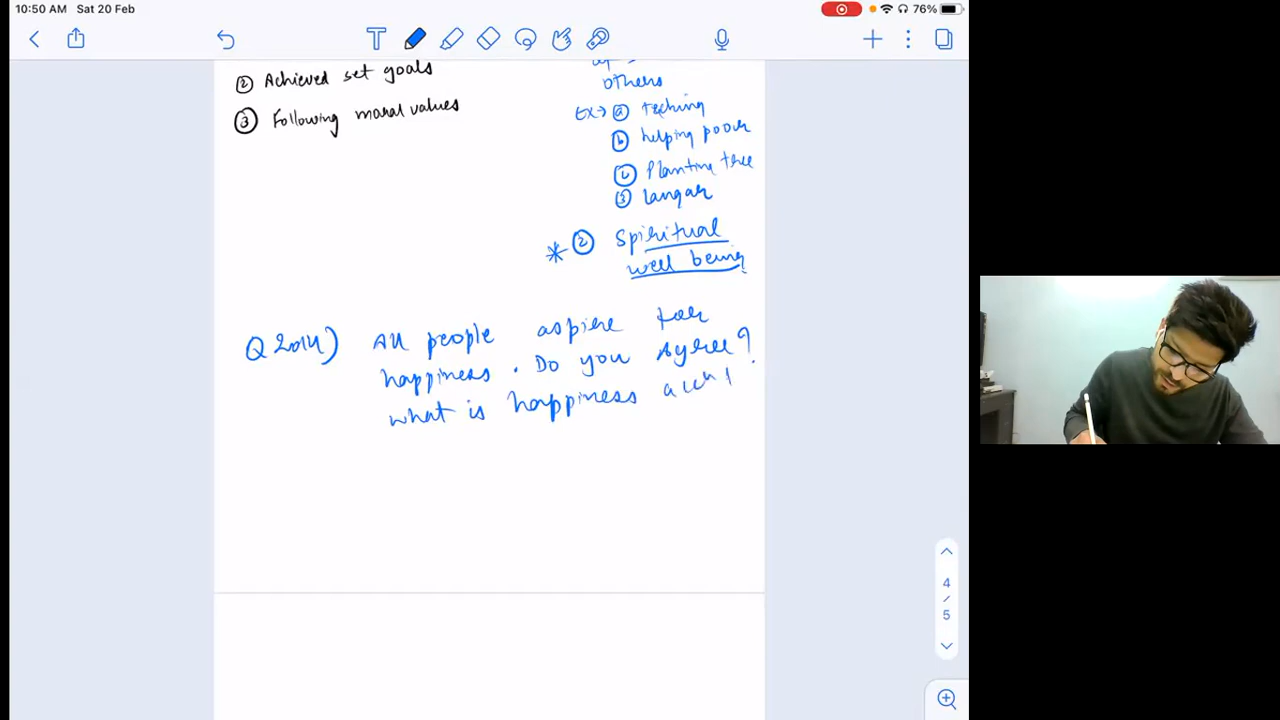 10:50 AM Sat 20 Feb
76%
② Achieved set goals
③ Following moral values
others
Ex→ ⓐ teching
ⓑ helping poor
Planting tree
③ langar
* ② Spiritual
well being
Q 2014) All people aspire for
happiness. Do you Agree?
what is happiness
4
/
5